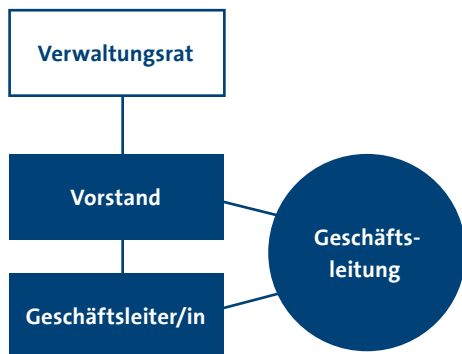 Verwaltungsrat
Vorstand
Geschäfts-
leitung
Geschäftsleiter/in